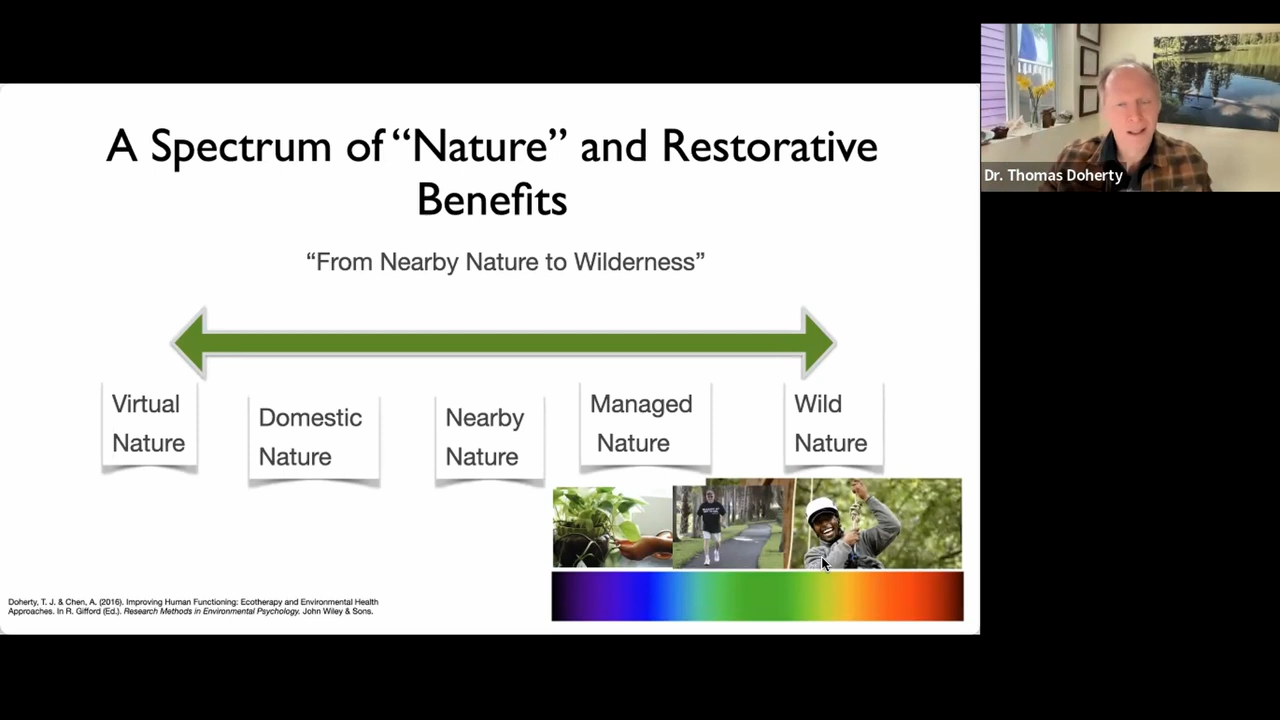 A Spectrum of “Nature” and Restorative
Benefits
“From Nearby Nature to Wilderness”
Virtual
Nature
Domestic
Nature
Nearby
Nature
Managed
Nature
Wild
Nature
Doherty, T. J. & Chen, A. (2016). Improving Human Functioning: Ecotherapy and Environmental Health
Approaches. In R. Gifford (Ed.). Research Methods in Environmental Psychology. John Wiley & Sons.
Dr. Thomas Doherty